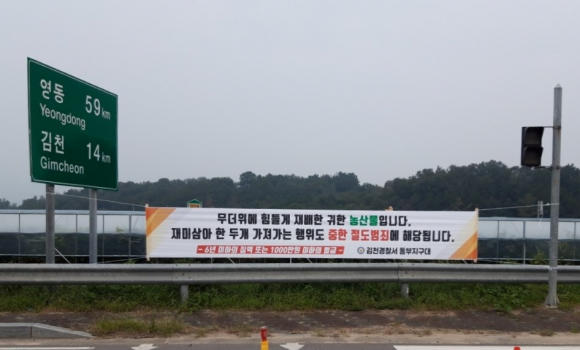 영동 59km
Yeongdong
김천 14km
Gimcheon
무더위에 힘들게 재배한 귀한 농산물입니다.
재미삼아 한 두개 가져가는 행위도 중한 절도범죄에 해당됩니다.
- 6년 이하의 징역 또는 1000만원 이하의 벌금 -
김천경찰서 동부지구대